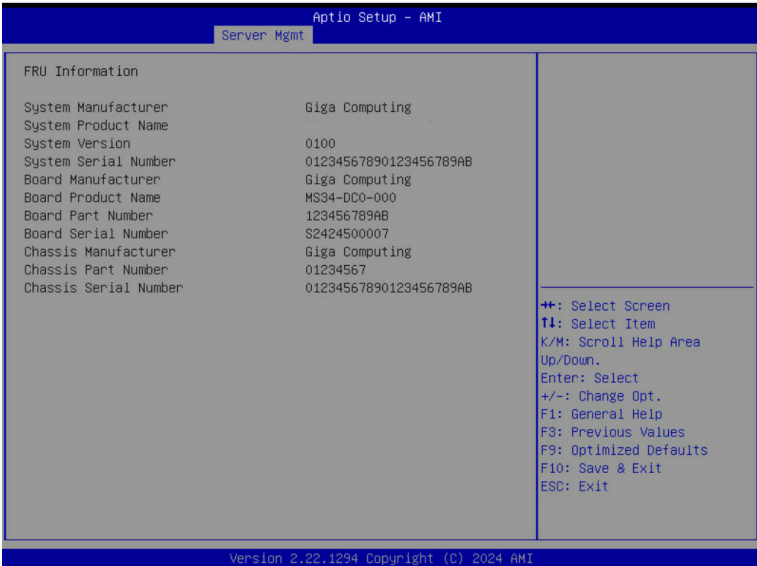 Aptio Setup – AMI
Server Mgmt
FRU Information
System Manufacturer Giga Computing
System Product Name
System Version 0100
System Serial Number 01234567890123456789AB
Board Manufacturer Giga Computing
Board Product Name MS34-DC0-000
Board Part Number 123456789AB
Board Serial Number S2424500007
Chassis Manufacturer Giga Computing
Chassis Part Number 01234567
Chassis Serial Number 01234567890123456789AB
→←: Select Screen
↑↓: Select Item
K/M: Scroll Help Area
Up/Down.
Enter: Select
+/-: Change Opt.
F1: General Help
F3: Previous Values
F9: Optimized Defaults
F10: Save & Exit
ESC: Exit
Version 2.22.1294 Copyright (C) 2024 AMI